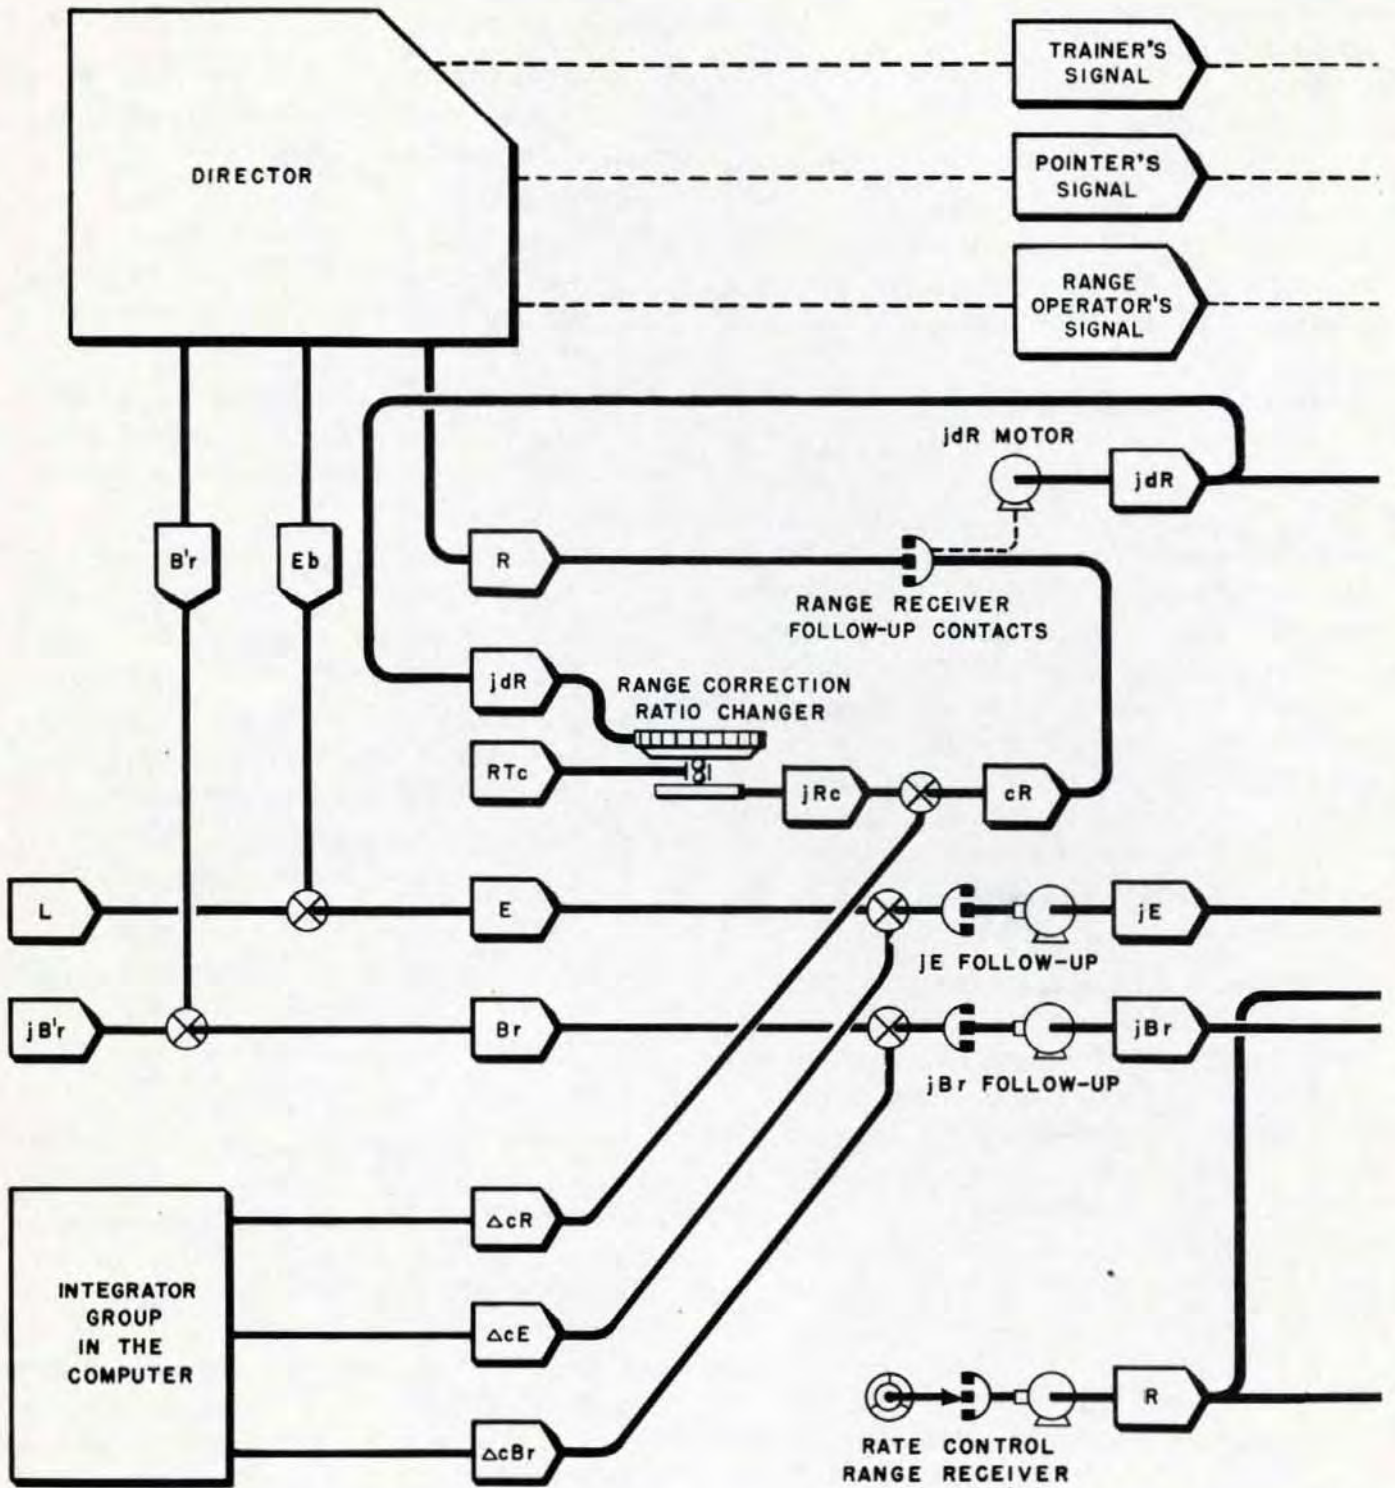 DIRECTOR
TRAINER'S
SIGNAL
POINTER'S
SIGNAL
RANGE
OPERATOR'S
SIGNAL
jdR MOTOR
jdR
B'r
Eb
R
RANGE RECEIVER
FOLLOW-UP CONTACTS
jdR
RANGE CORRECTION
RATIO CHANGER
RTc
jRc
cR
L
E
jE
jE FOLLOW-UP
jB'r
Br
jBr
jBr FOLLOW-UP
INTEGRATOR
GROUP
IN THE
COMPUTER
△cR
△cE
△cBr
R
RATE CONTROL
RANGE RECEIVER